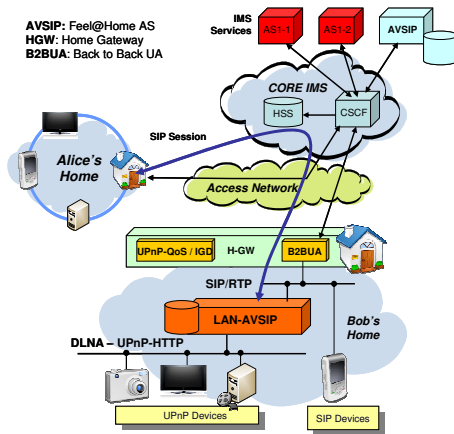 AVSIP: Feel@Home AS
HGW: Home Gateway
B2BUA: Back to Back UA
IMS
Services
AS1-1
AS1-2
AVSIP
CORE IMS
HSS
CSCF
SIP Session
Alice's
Home
Access Network
UPnP-QoS / IGD
H-GW
B2BUA
SIP/RTP
LAN-AVSIP
Bob's
Home
DLNA – UPnP-HTTP
UPnP Devices
SIP Devices